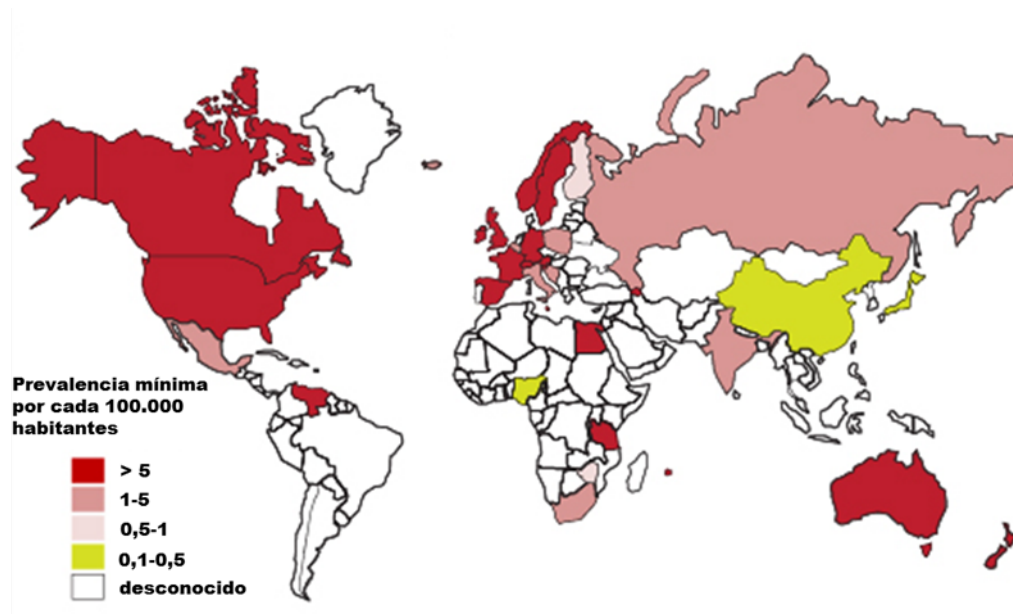 Prevalencia mínima
por cada 100.000
habitantes
> 5
1-5
0,5-1
0,1-0,5
desconocido